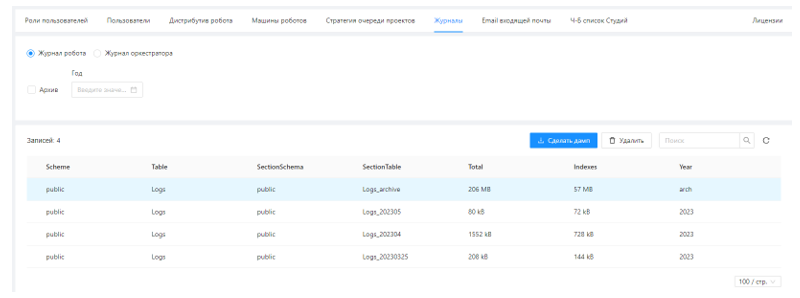 Роли пользователей Пользователи Дистрибутив робота Машины роботов Стратегия очереди проектов Журналы Email входящей почты Ч-Б список Студий Лицензии
Журнал робота Журнал оркестратора
Год
Архив Введите значе...
Записей: 4 Сделать дамп Удалить Поиск
Scheme Table SectionSchema SectionTable Total Indexes Year
public Logs public Logs_archive 206 MB 57 MB arch
public Logs public Logs_202305 80 kB 72 kB 2023
public Logs public Logs_202304 1552 kB 728 kB 2023
public Logs public Logs_20230325 208 kB 144 kB 2023
100 / стр.